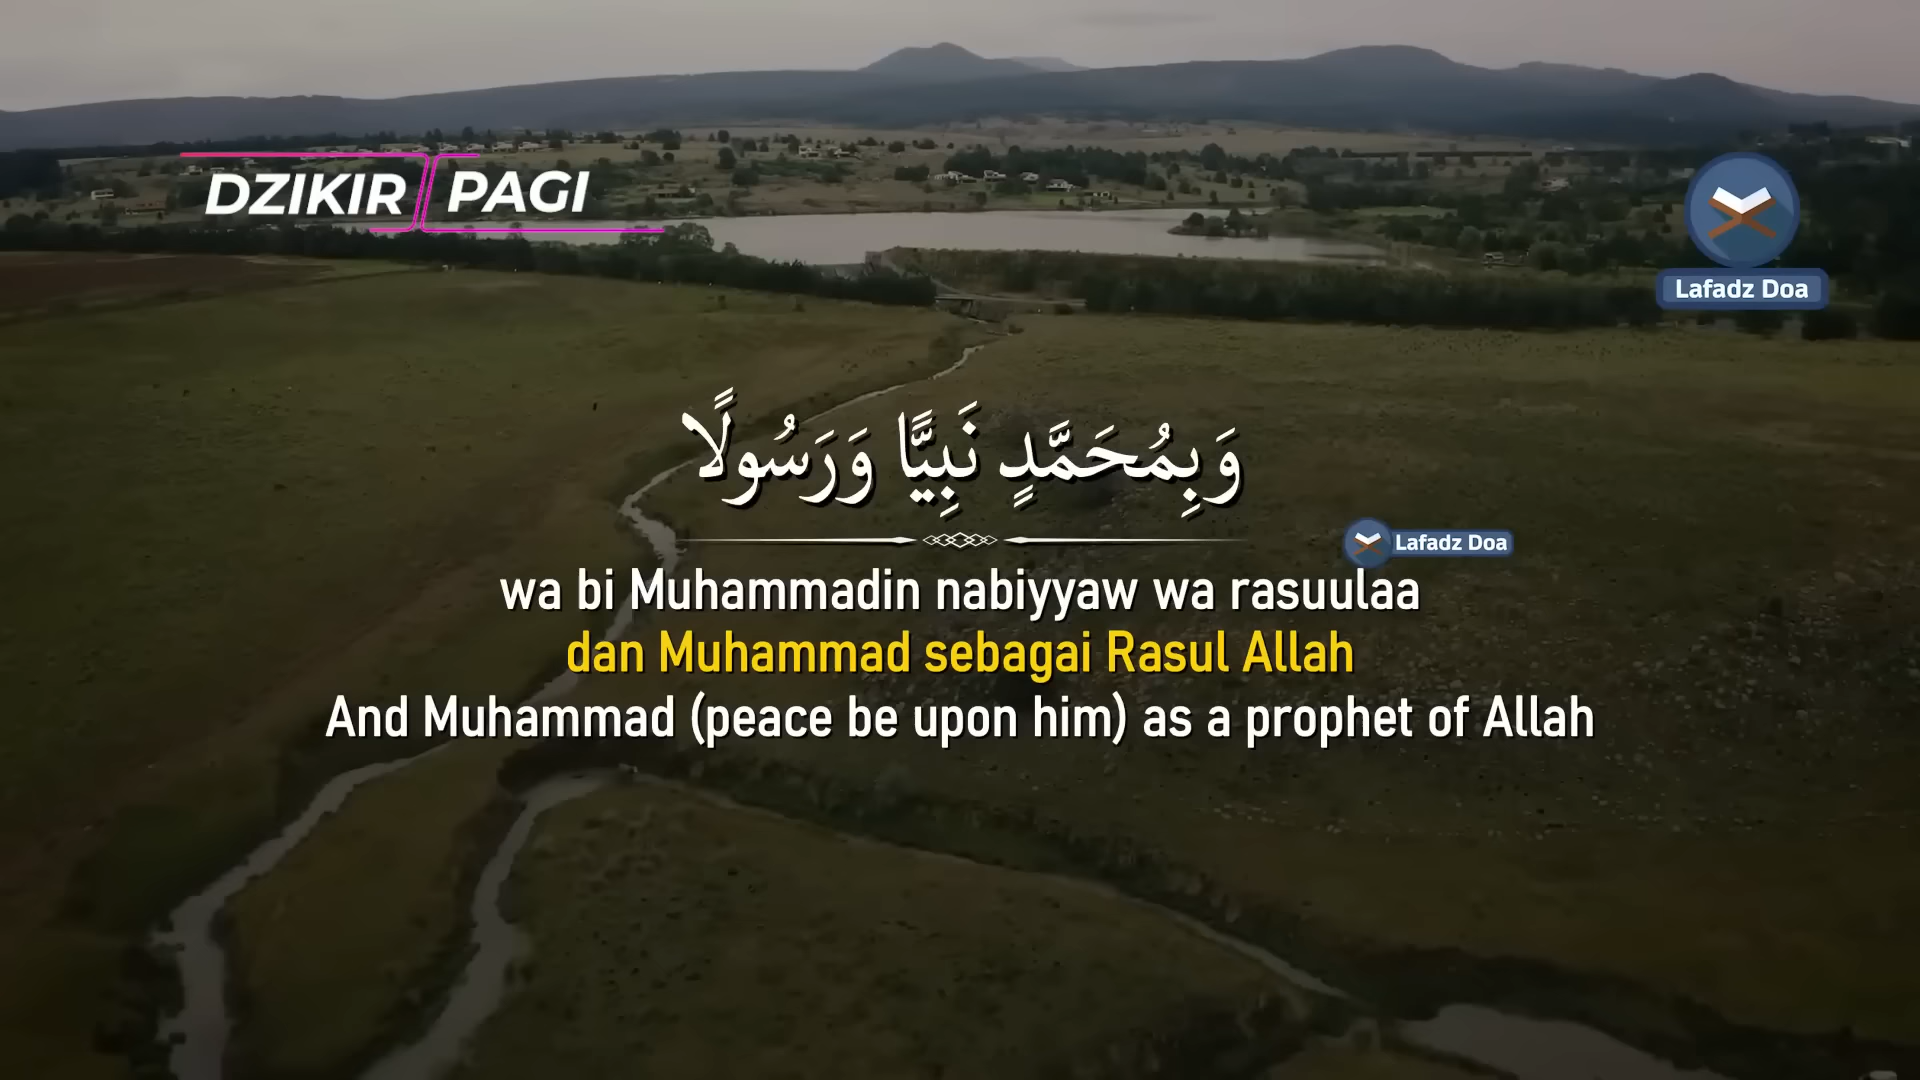 DZIKIR PAGI
Lafadz Doa
وَبِمُحَمَّدٍ نَبِيًّا وَرَسُولًا
Lafadz Doa
wa bi Muhammadin nabiyyaw wa rasuulaa
dan Muhammad sebagai Rasul Allah
And Muhammad (peace be upon him) as a prophet of Allah